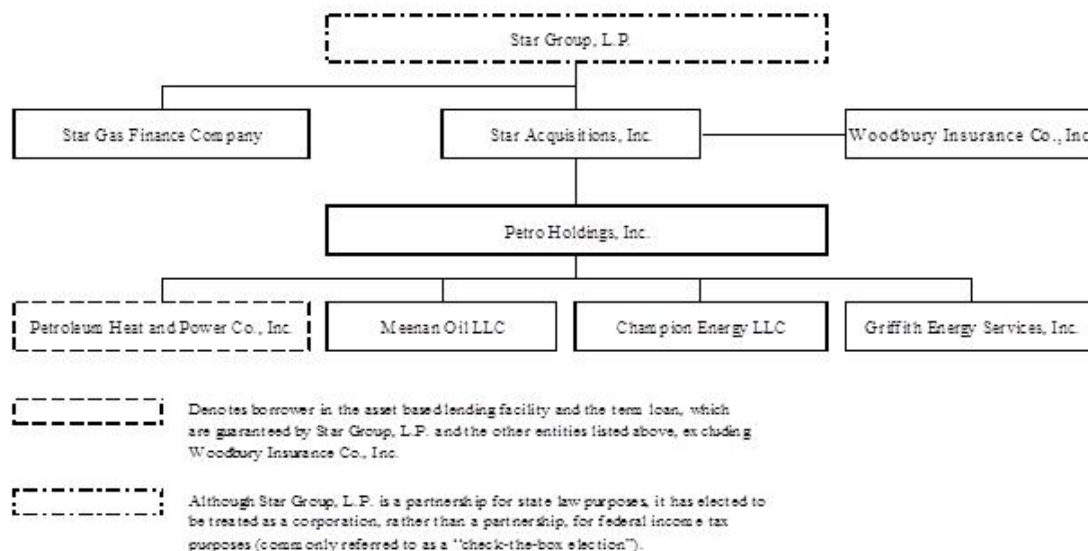 Star Group, L.P.
Star Gas Finance Company
Star Acquisitions, Inc.
Woodbury Insurance Co., Inc
Petro Holdings, Inc.
Petroleum Heat and Power Co., Inc.
Meenan Oil LLC
Champion Energy LLC
Griffith Energy Services, Inc.
Denotes borrower in the asset based lending facility and the term loan, which
are guaranteed by Star Group, L.P. and the other entities listed above, excluding
Woodbury Insurance Co., Inc.
Although Star Group, L.P. is a partnership for state law purposes, it has elected to
be treated as a corporation, rather than a partnership, for federal income tax
purposes (commonly referred to as a “check-the-box election”).